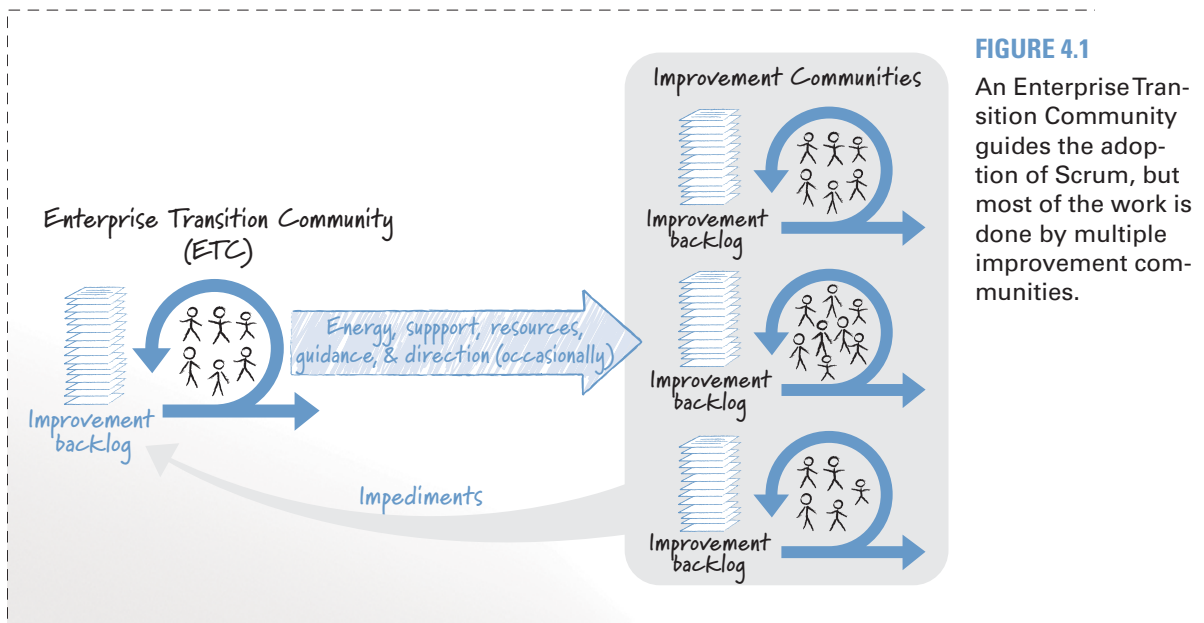 FIGURE 4.1
An Enterprise Tran-
sition Community
guides the adop-
tion of Scrum, but
most of the work is
done by multiple
improvement com-
munities.
Enterprise Transition Community
(ETC)
Improvement
backlog
Energy, suppport, resources,
guidance, & direction (occasionally)
Impediments
Improvement Communities
Improvement
backlog
Improvement
backlog
Improvement
backlog